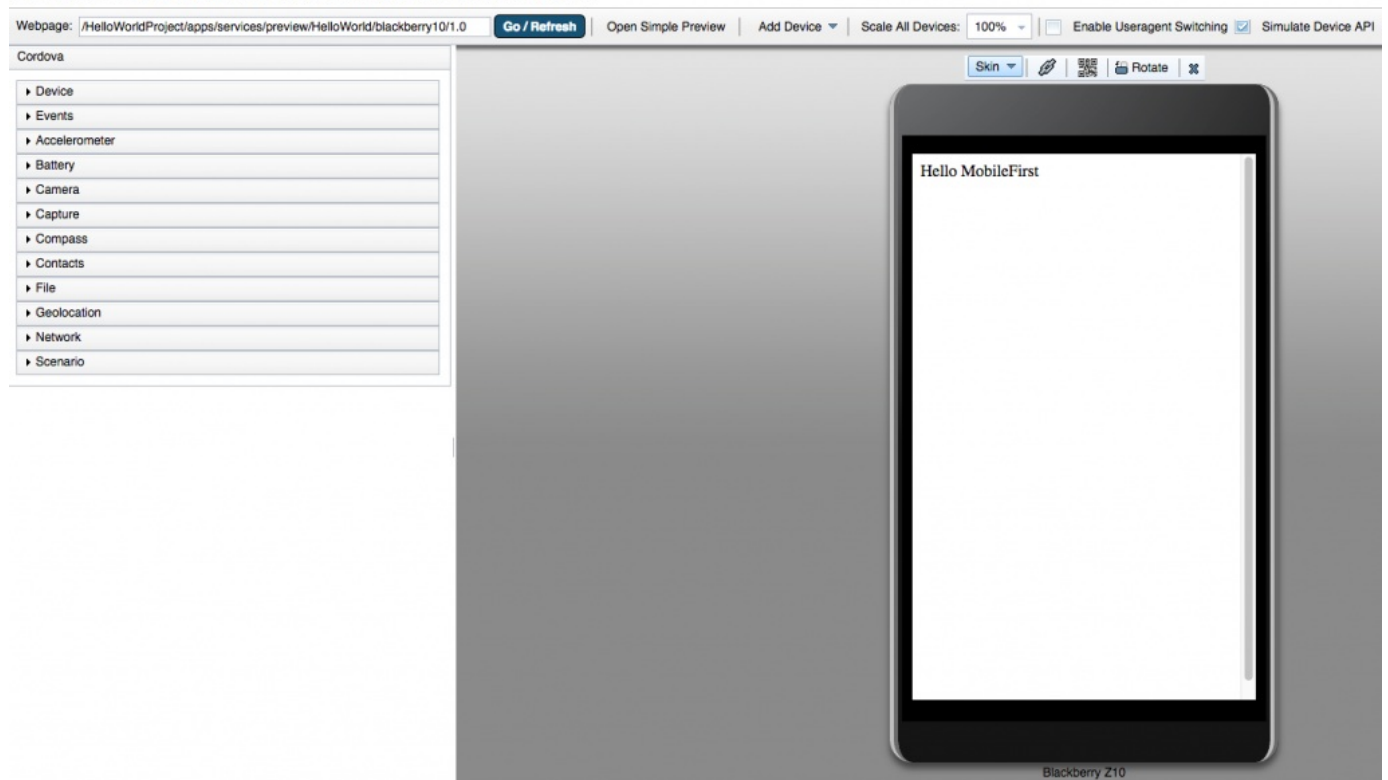 Webpage: /HelloWorldProject/apps/services/preview/HelloWorld/blackberry10/1.0 Go / Refresh Open Simple Preview Add Device Scale All Devices: 100% Enable Useragent Switching Simulate Device API
Cordova
Skin Rotate
Device
Events
Accelerometer
Battery
Camera
Capture
Compass
Contacts
File
Geolocation
Network
Scenario
Hello MobileFirst
Blackberry Z10